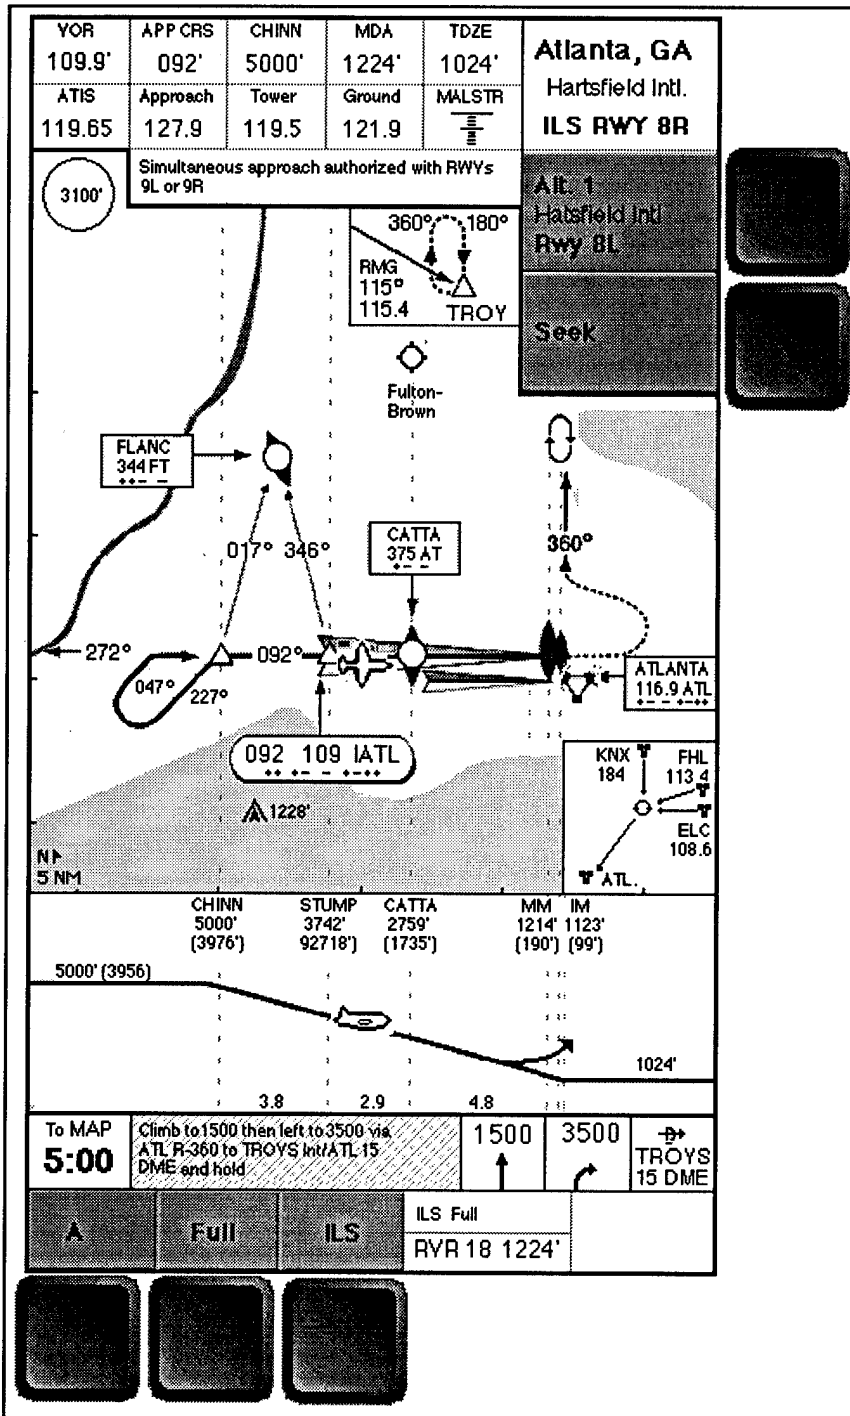 YOR
APP CRS
CHINN
MDA
TDZE
109.9'
092'
5000'
1224'
1024'
ATIS
Approach
Tower
Ground
MALSTR
119.65
127.9
119.5
121.9
Atlanta, GA
Hartsfield Intl.
ILS RWY 8R
3100'
Simultaneous approach authorized with RWYs
9L or 9R
Alt. 1
Hatsfield Intl
Rwy 8L
Seek
360°
180°
RMG
115°
115.4
TROY
Fulton-
Brown
FLANC
344 FT
017°
346°
CATTA
375 AT
360°
272°
092°
047°
227°
ATLANTA
116.9 ATL
092 109 IATL
1228'
KNX
184
FHL
113.4
ELC
108.6
ATL.
N
5 NM
CHINN
5000'
(3976')
STUMP
3742'
92718')
CATTA
2759'
(1735')
MM
1214'
(190')
IM
1123'
(99')
5000' (3956)
1024'
3.8
2.9
4.8
To MAP
5:00
Climb to 1500 then left to 3500 via
ATL R-360 to TROYS Int/ATL 15
DME and hold
1500
3500
D
TROYS
15 DME
A
Full
ILS
ILS Full
RVR 18 1224'